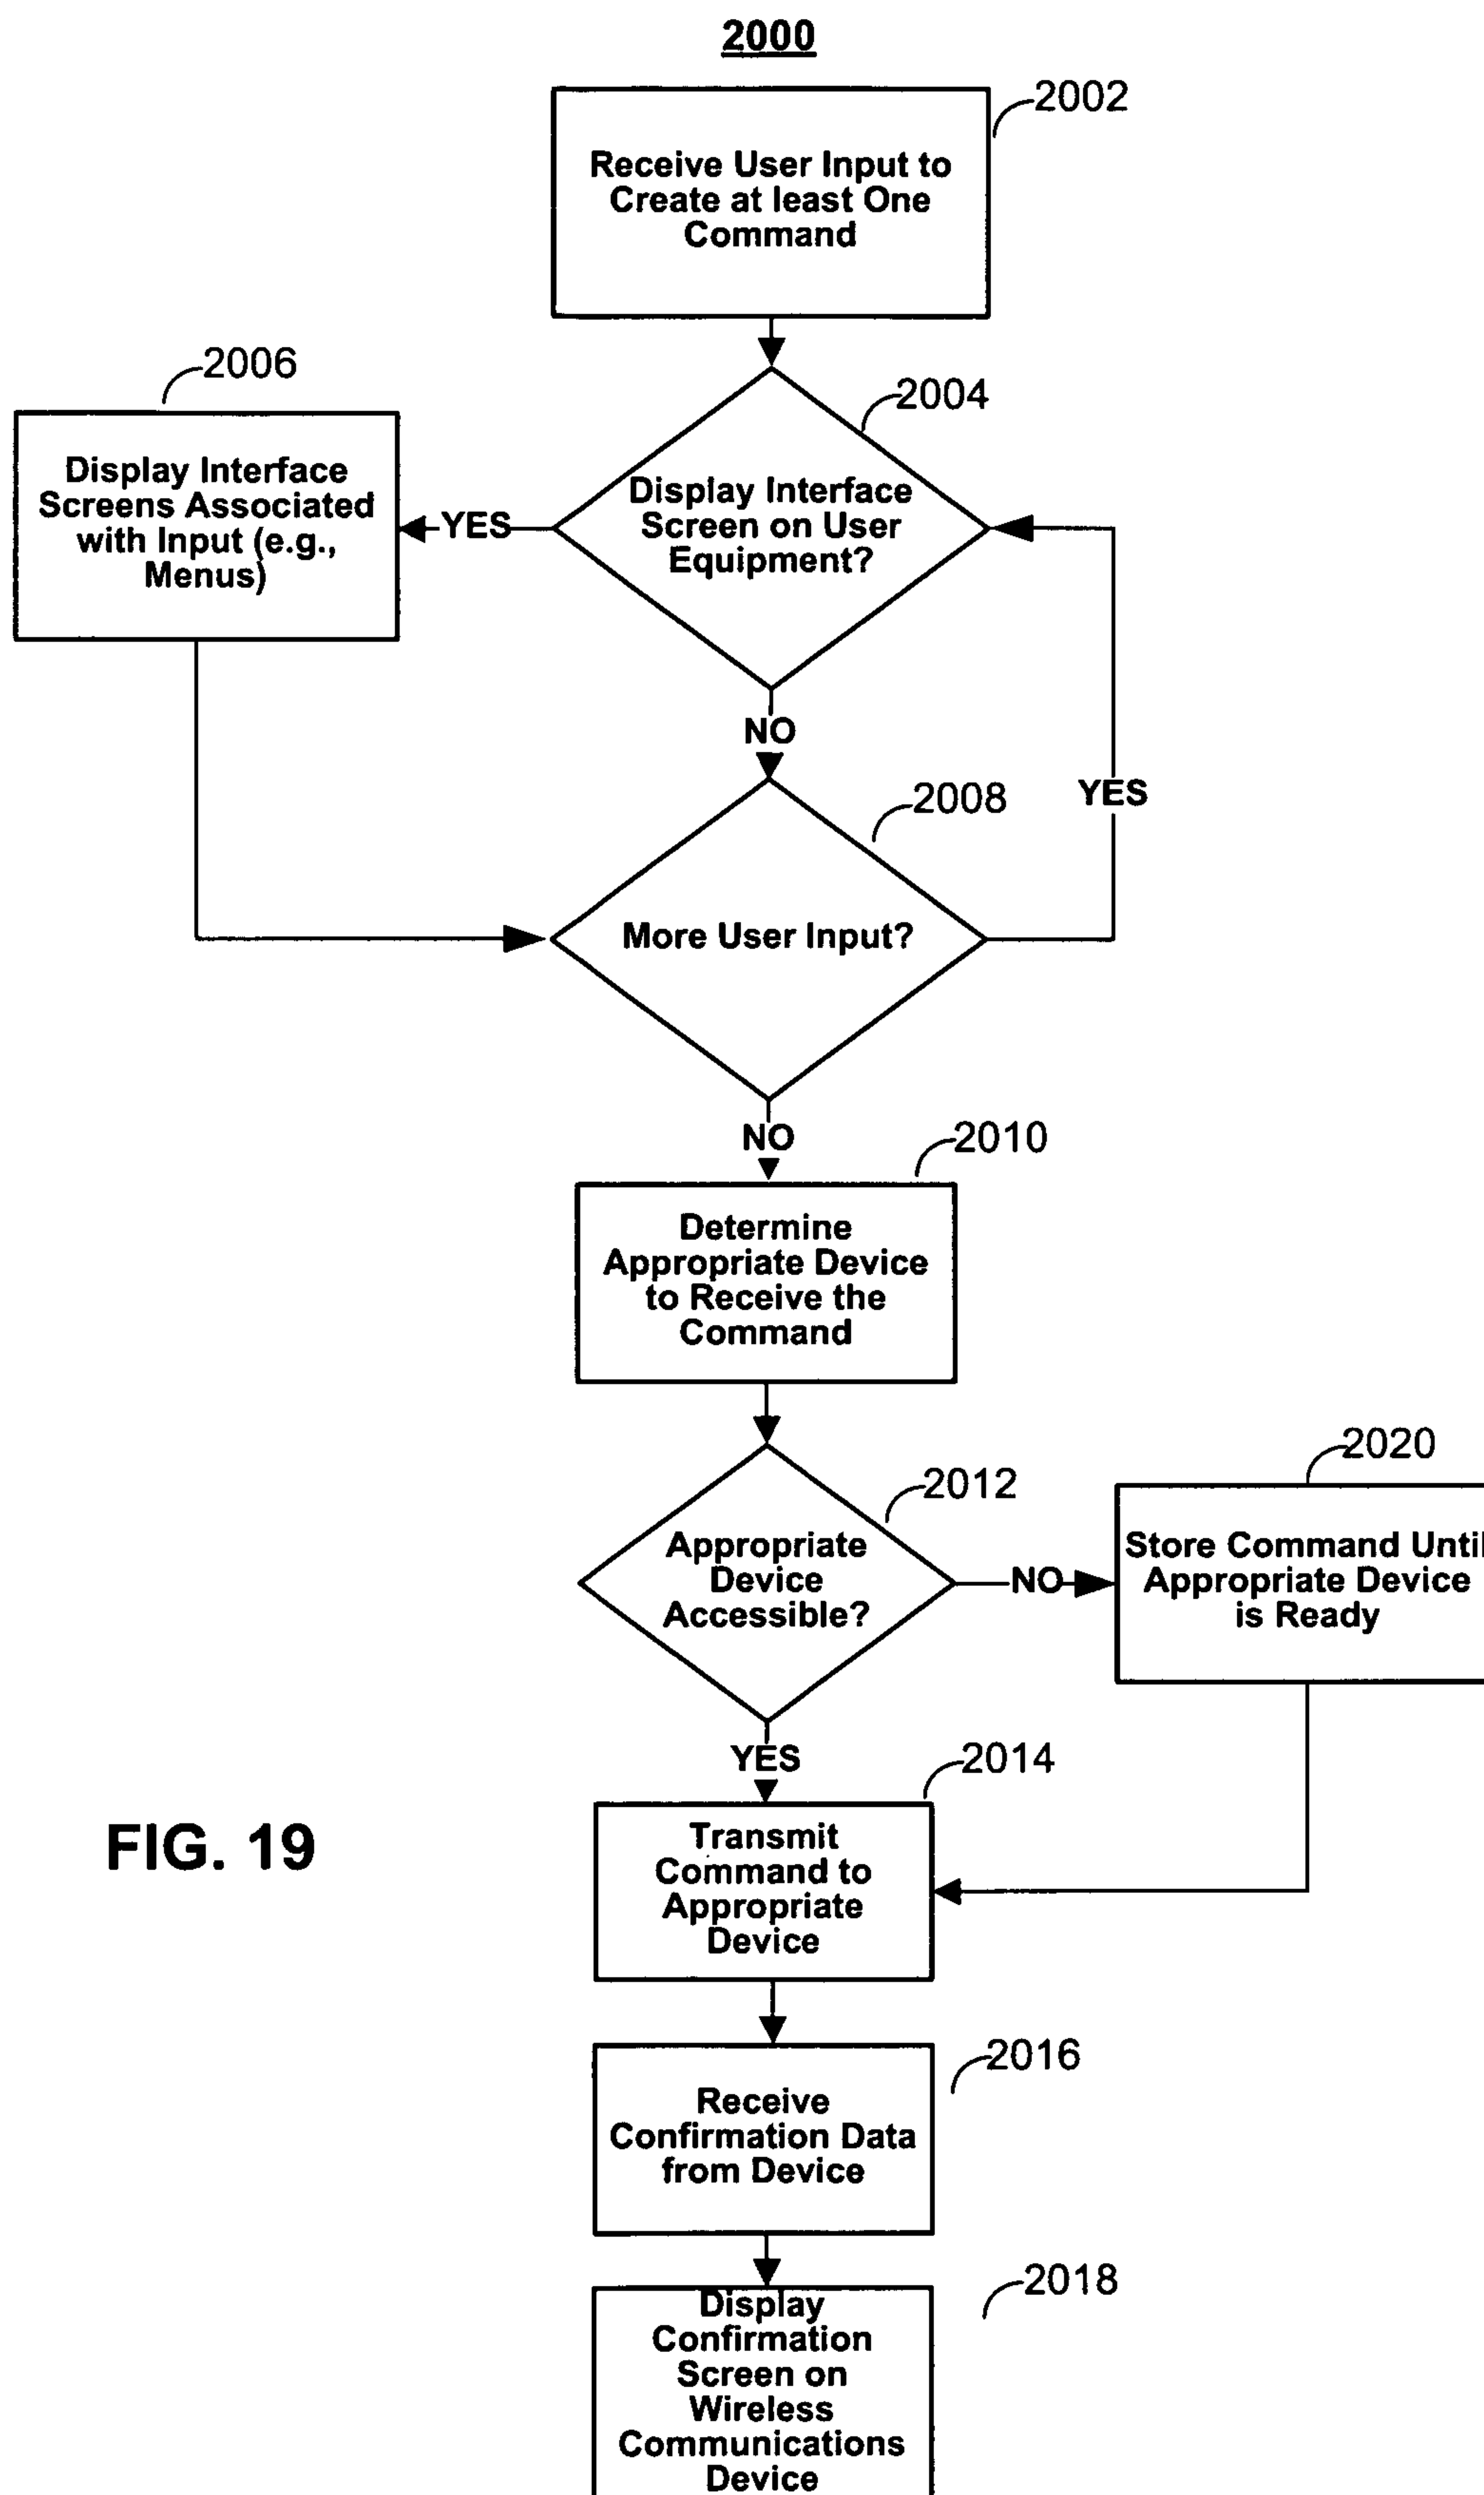 2000
2002
Receive User Input to
Create at least One
Command
2006
2004
Display Interface
Screens Associated
with Input (e.g.,
Menus)
YES
Display Interface
Screen on User
Equipment?
NO
2008
YES
More User Input?
NO
2010
Determine
Appropriate Device
to Receive the
Command
2012
2020
Appropriate
Device
Accessible?
NO
Store Command Until
Appropriate Device
is Ready
YES
2014
FIG. 19
Transmit
Command to
Appropriate
Device
2016
Receive
Confirmation Data
from Device
2018
Display
Confirmation
Screen on
Wireless
Communications
Device